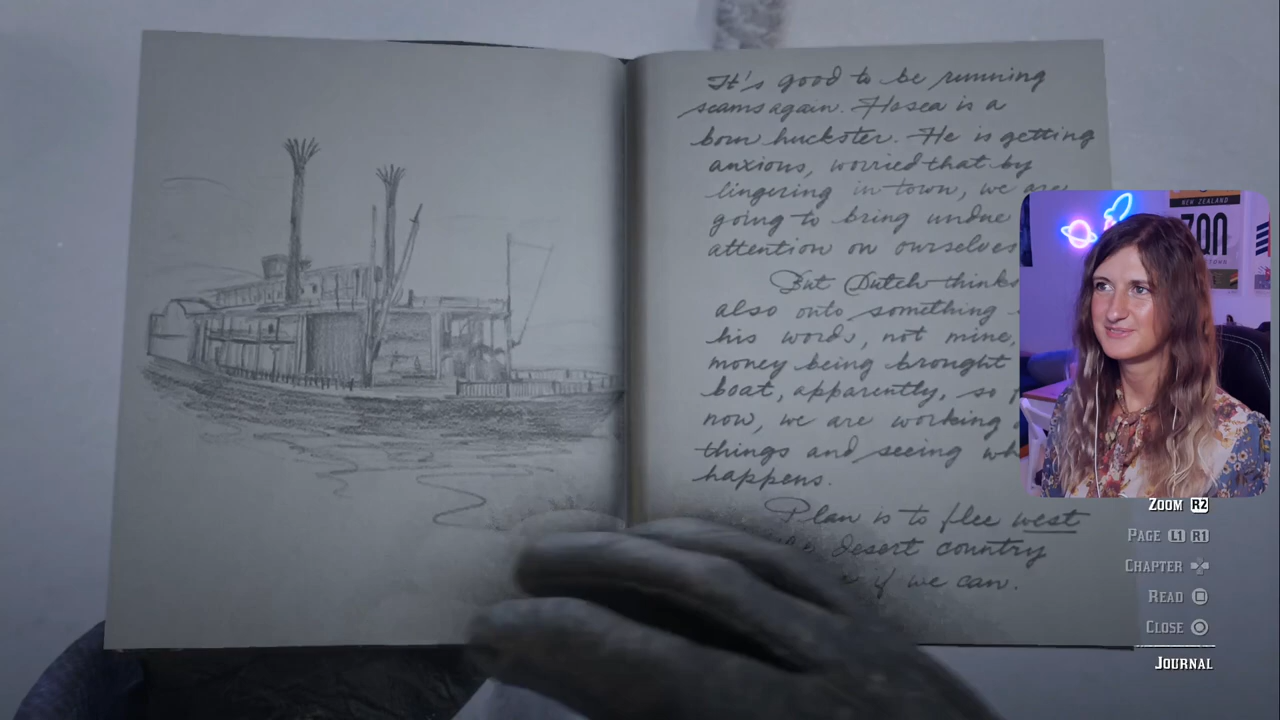 It's good to be running
scams again. Hosea is a
born huckster. He is getting
anxious, worried that by
lingering in town, we are
going to bring undue
attention on ourselves
But Dutch thinks
also onto something
his words, not mine,
money being brought
boat, apparently, so
now, we are working
things and seeing
happens.
Plan is to flee west
desert country
if we can.
NEW ZEALAND
ZQN
ZOOM R2
PAGE L1 R1
CHAPTER
READ
CLOSE
JOURNAL